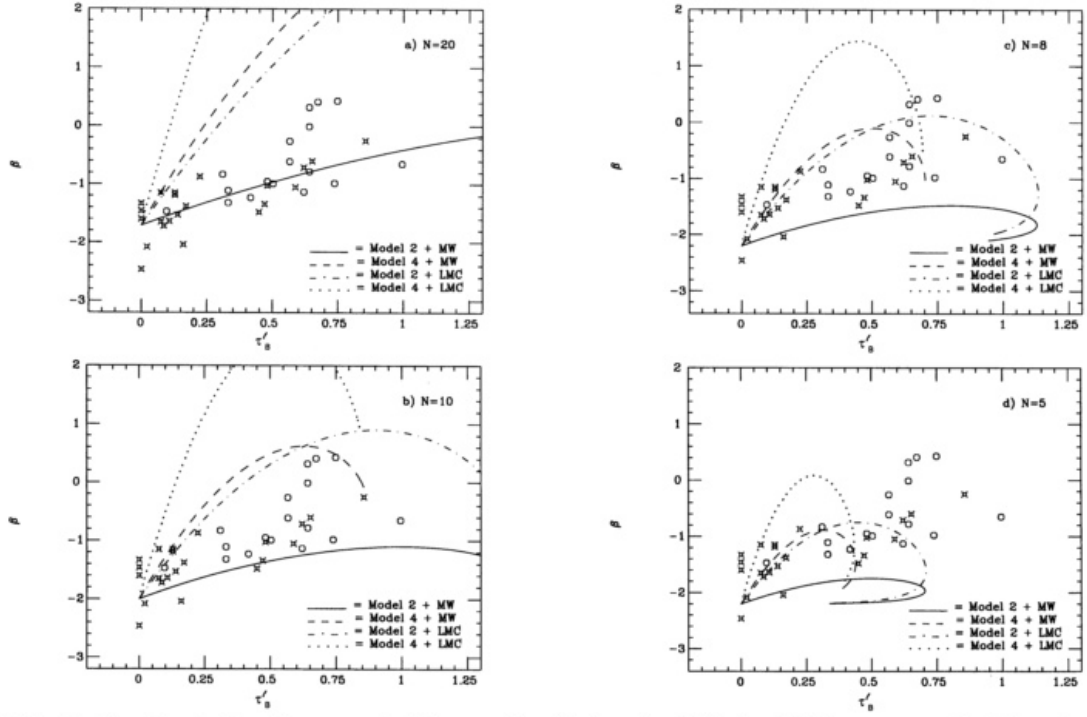 2
1
0
-1
-2
-3
β
a) N=20
= Model 2 + MW
= Model 4 + MW
= Model 2 + LMC
= Model 4 + LMC
0 0.25 0.5 0.75 1 1.25
τ'B
2
1
0
-1
-2
-3
β
b) N=10
= Model 2 + MW
= Model 4 + MW
= Model 2 + LMC
= Model 4 + LMC
0 0.25 0.5 0.75 1 1.25
τ'B
2
1
0
-1
-2
-3
β
c) N=8
= Model 2 + MW
= Model 4 + MW
= Model 2 + LMC
= Model 4 + LMC
0 0.25 0.5 0.75 1 1.25
τ'B
2
1
0
-1
-2
-3
β
d) N=5
= Model 2 + MW
= Model 4 + MW
= Model 2 + LMC
= Model 4 + LMC
0 0.25 0.5 0.75 1 1.25
τ'B